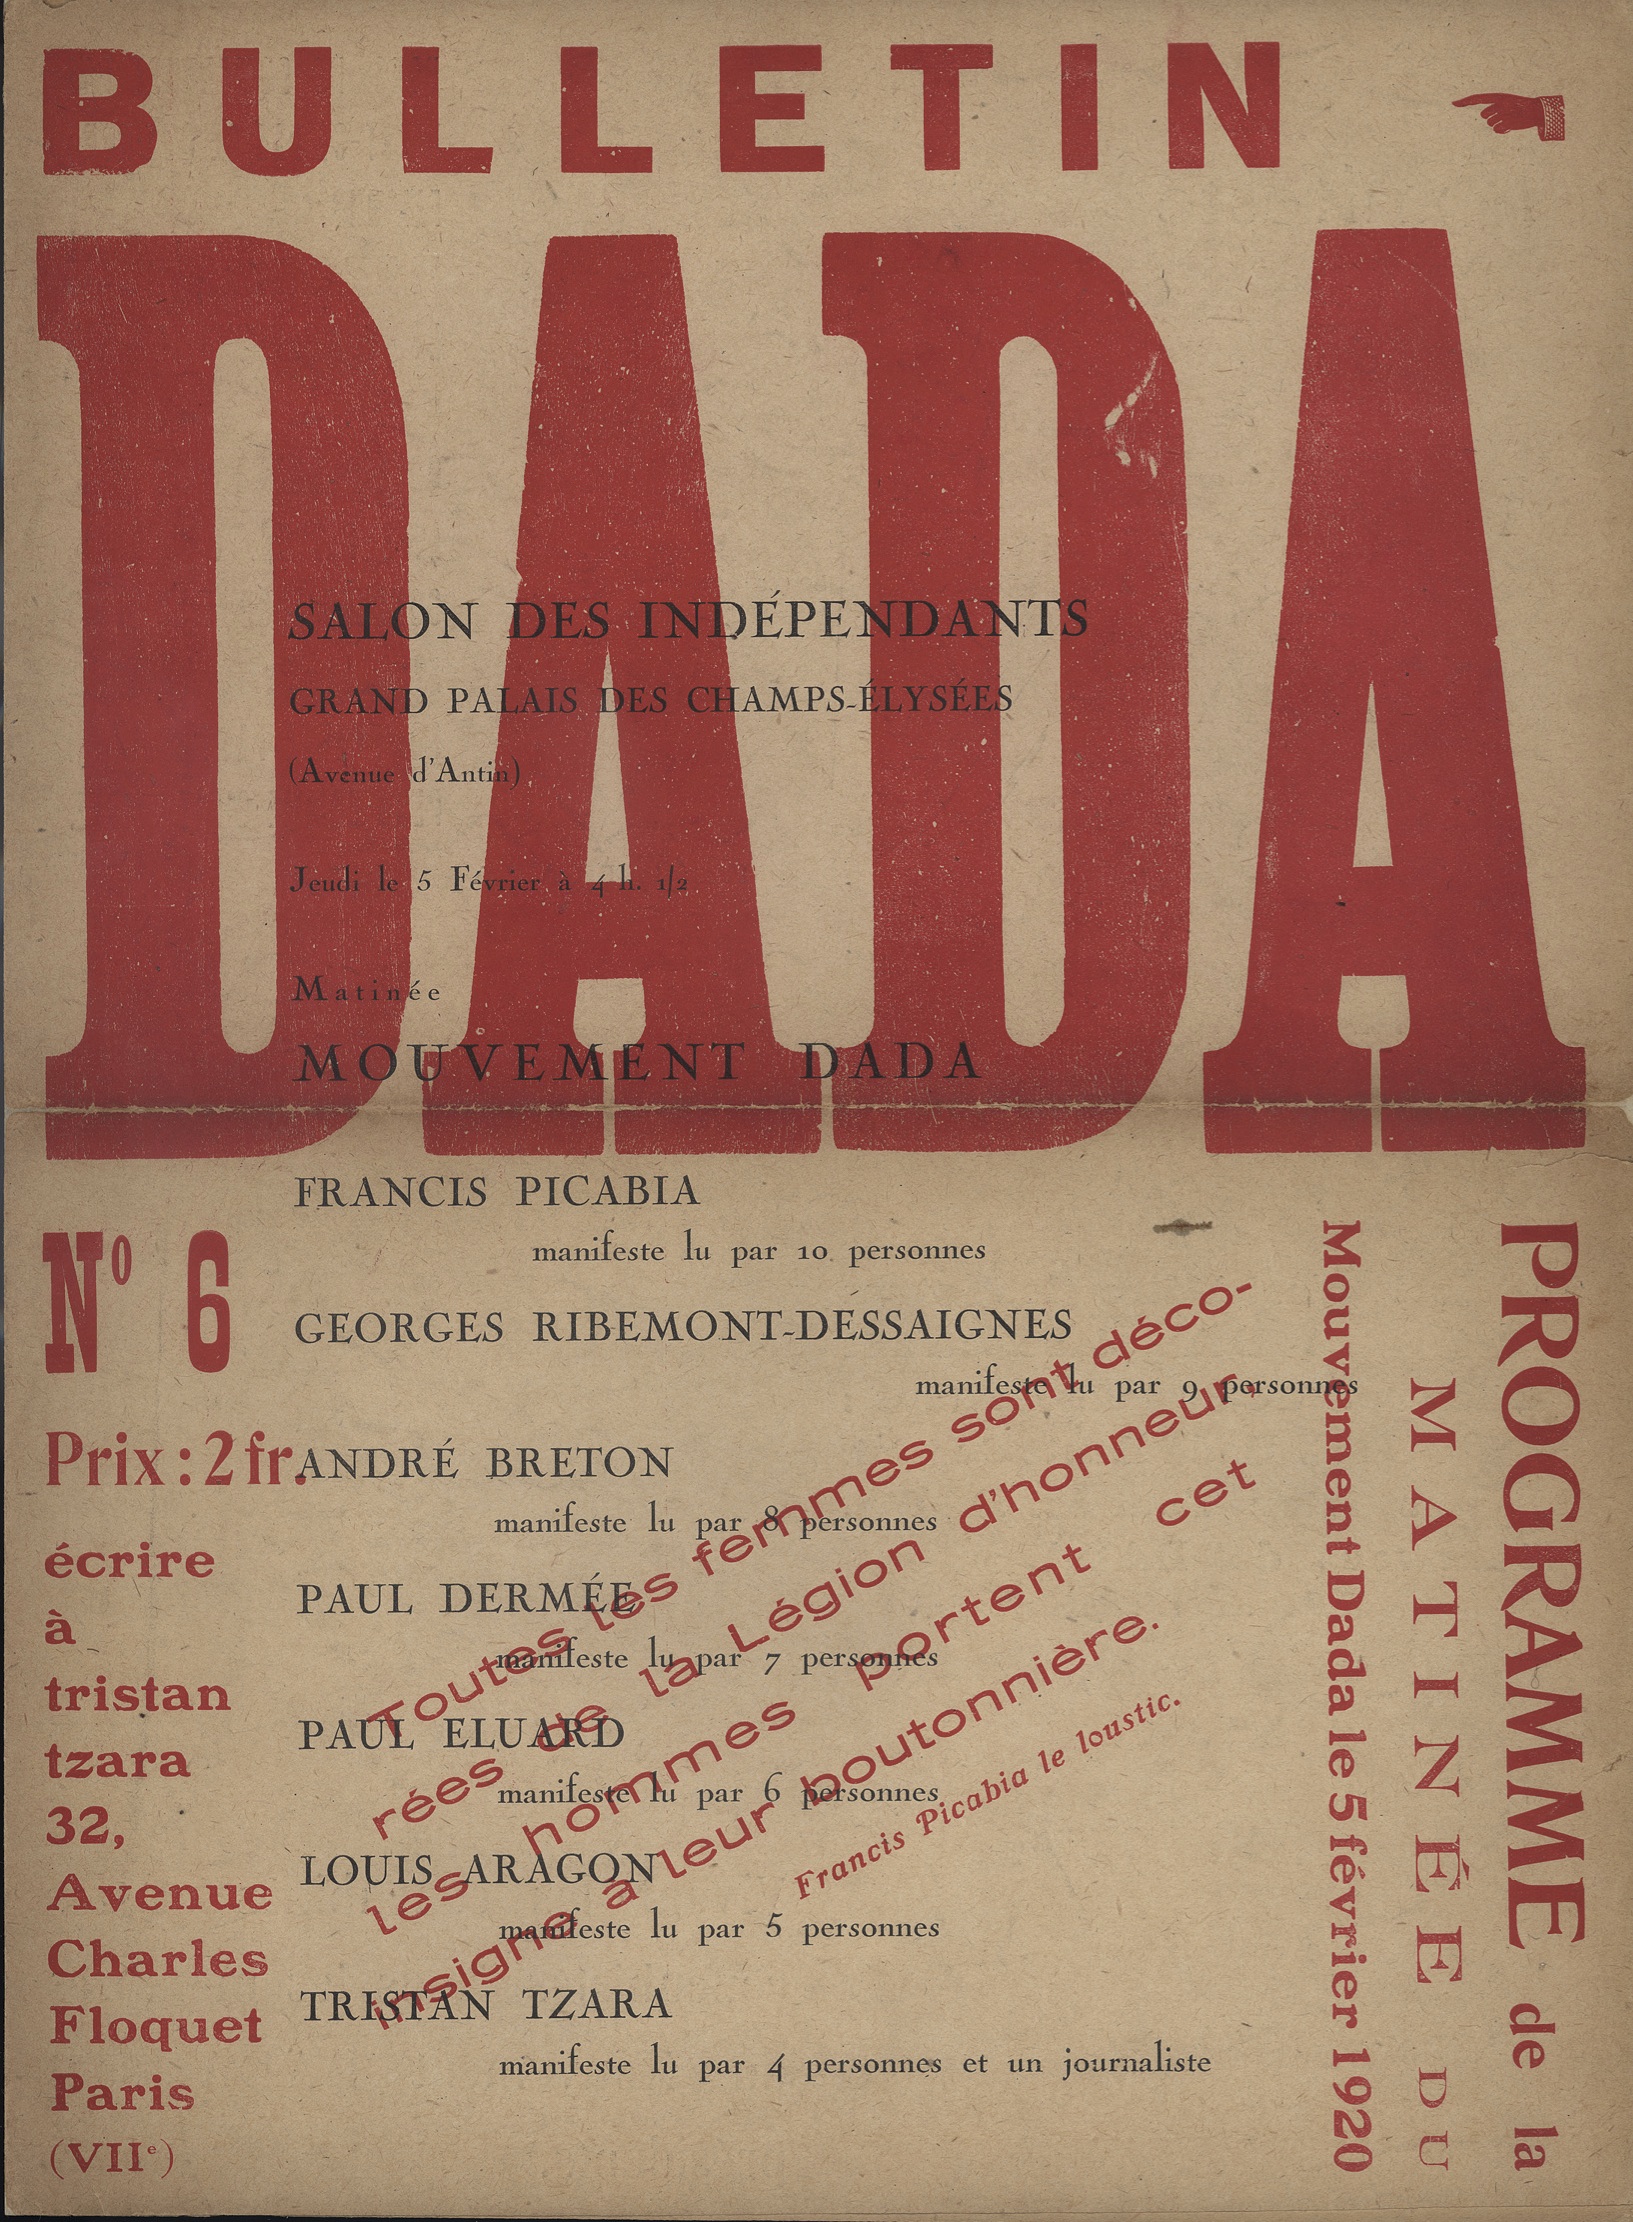 BULLETIN
DADA
SALON DES INDÉPENDANTS
GRAND PALAIS DES CHAMPS-ÉLYSÉES
(Avenue d'Antin)
Jeudi le 5 Février à 4 h. 1/2
Matinée
MOUVEMENT DADA
FRANCIS PICABIA
manifeste lu par 10 personnes
GEORGES RIBEMONT-DESSAIGNES
manifeste lu par 9 personnes
ANDRÉ BRETON
manifeste lu par 8 personnes
PAUL DERMÉE
manifeste lu par 7 personnes
PAUL ELUARD
manifeste lu par 6 personnes
LOUIS ARAGON
manifeste lu par 5 personnes
TRISTAN TZARA
manifeste lu par 4 personnes et un journaliste
Nº 6
Prix : 2 fr.
écrire
à
tristan
tzara
32,
Avenue
Charles
Floquet
Paris
(VIIe)
Toutes les femmes sont déco-
rées de la Légion d'honneur,
les hommes portent cet
insigne à leur boutonnière.
Francis Picabia le loustic.
PROGRAMME de la
MATINÉE DU
Mouvement Dada le 5 février 1920